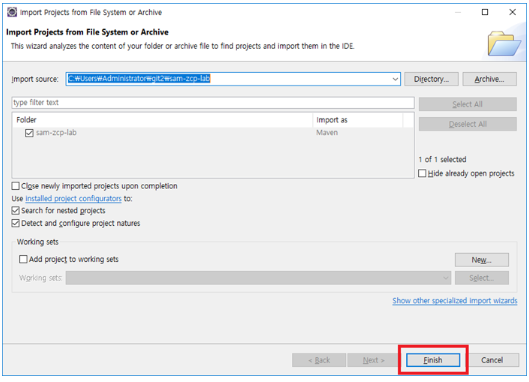 Import Projects from File System or Archive
Import Projects from File System or Archive
This wizard analyzes the content of your folder or archive file to find projects and import them in the IDE.
Import source: C:₩Users₩Administrator₩git2₩sam-zcp-lab Directory... Archive...
type filter text Select All
Folder Import as Deselect All
sam-zcp-lab Maven
1 of 1 selected
Hide already open projects
Close newly imported projects upon completion
Use installed project configurators to:
Search for nested projects
Detect and configure project natures
Working sets
Add project to working sets New...
Working sets: Select...
Show other specialized import wizards
< Back Next > Finish Cancel